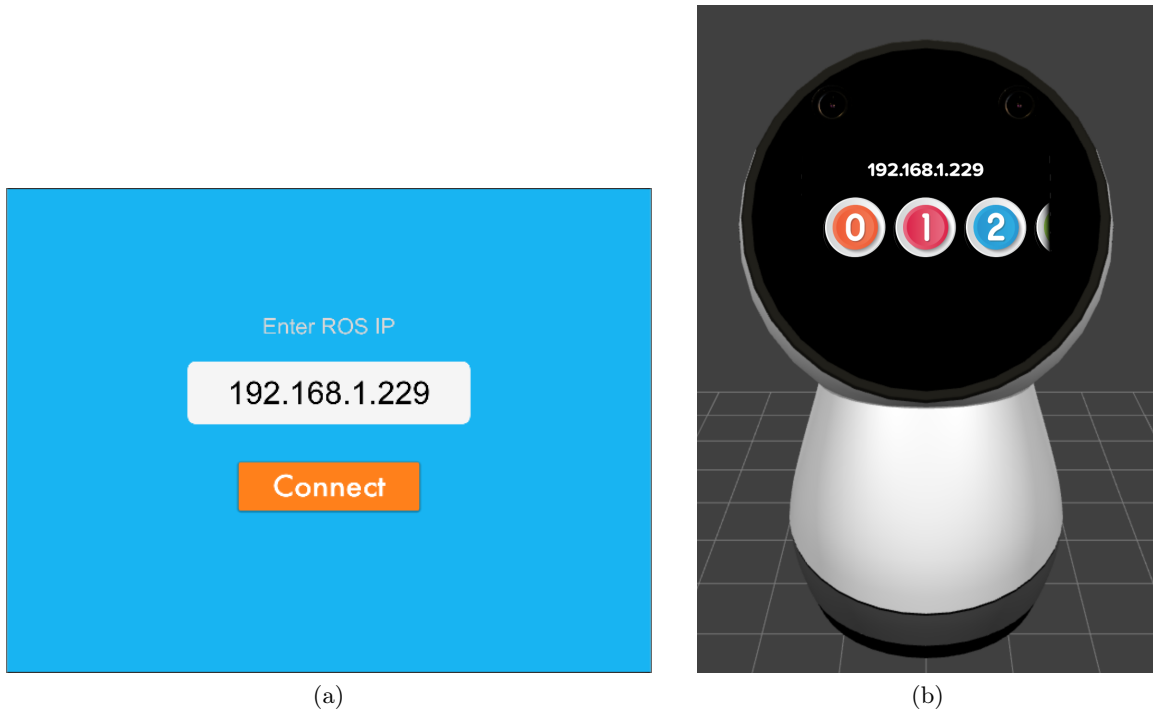 Enter ROS IP
192.168.1.229
Connect
(a)
192.168.1.229
0 1 2
(b)